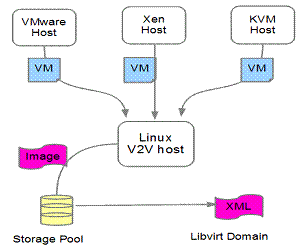 VMware
Host
Xen
Host
KVM
Host
VM
VM
VM
Linux
V2V host
Image
XML
Storage Pool
Libvirt Domain